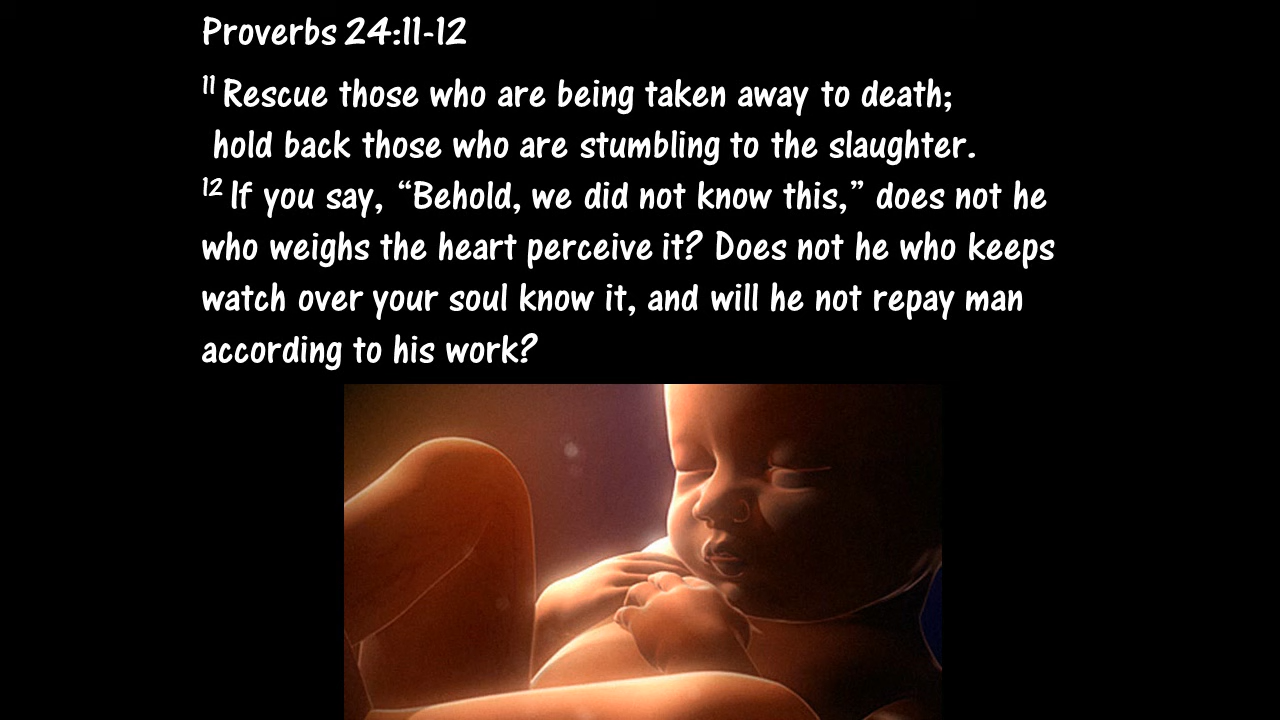 Proverbs 24:11-12
11 Rescue those who are being taken away to death;
hold back those who are stumbling to the slaughter.
12 If you say, “Behold, we did not know this,” does not he
who weighs the heart perceive it? Does not he who keeps
watch over your soul know it, and will he not repay man
according to his work?